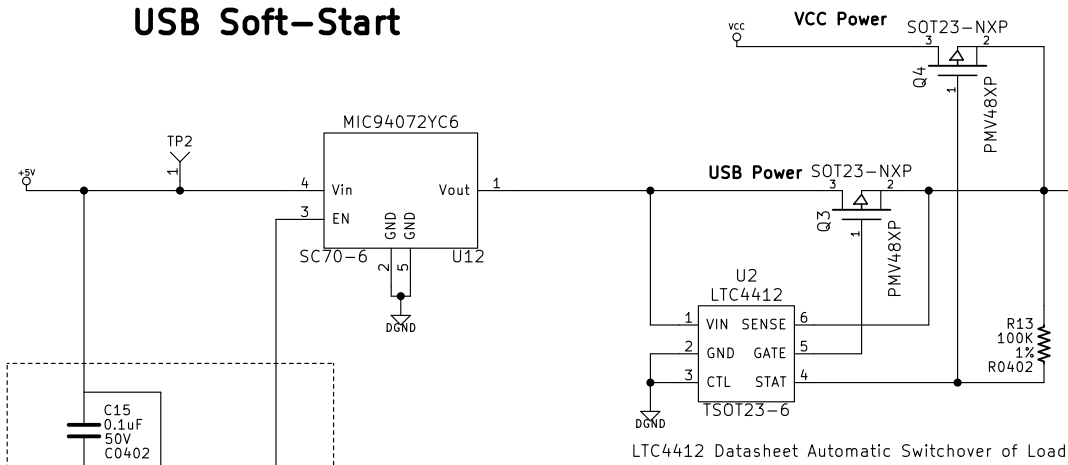 USB Soft-Start
VCC Power
VCC
SOT23-NXP
3
2
Q4
1
PMV48XP
MIC94072YC6
TP2
1
+5V
4
Vin
Vout
1
3
EN
GND
GND
SC70-6
2
5
U12
DGND
USB Power
SOT23-NXP
3
2
Q3
1
PMV48XP
U2
LTC4412
1
VIN
SENSE
6
2
GND
GATE
5
3
CTL
STAT
4
TSOT23-6
DGND
R13
100K
1%
R0402
C15
0.1uF
50V
C0402
LTC4412 Datasheet Automatic Switchover of Load